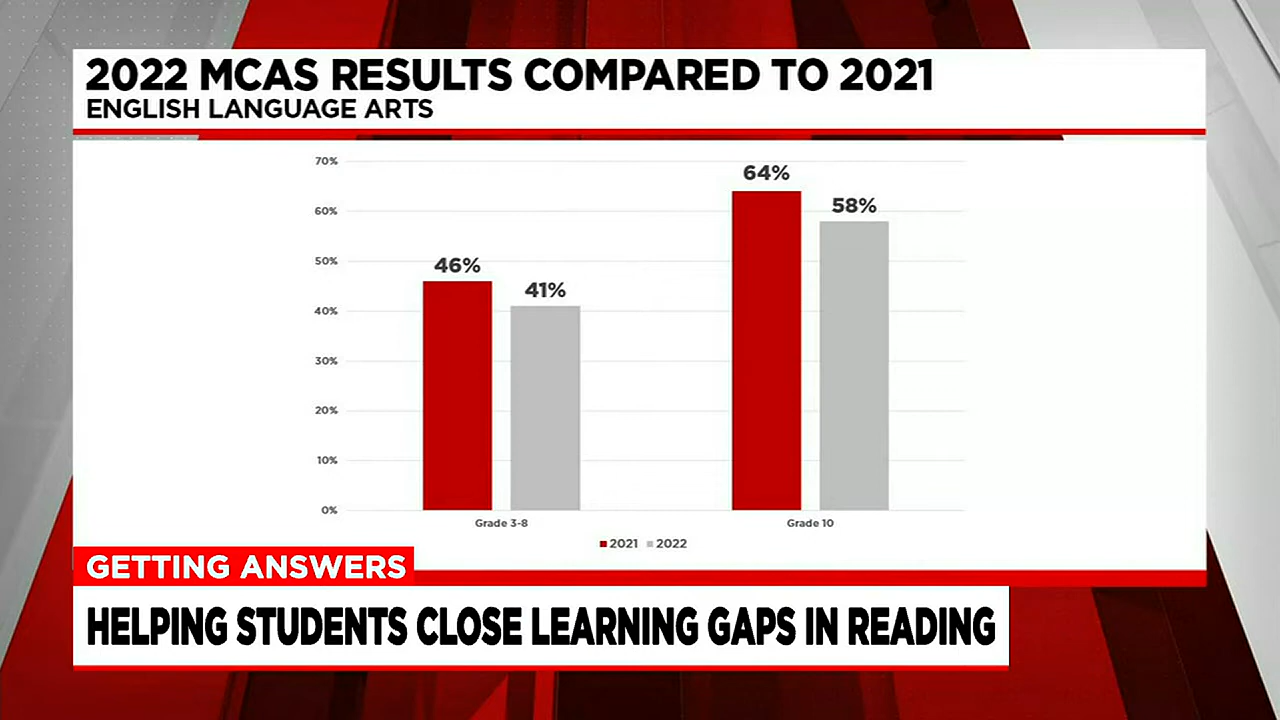 2022 MCAS RESULTS COMPARED TO 2021
ENGLISH LANGUAGE ARTS
70%
60%
50%
40%
30%
20%
10%
0%
46%
41%
64%
58%
Grade 3-8
Grade 10
2021 2022
GETTING ANSWERS
HELPING STUDENTS CLOSE LEARNING GAPS IN READING